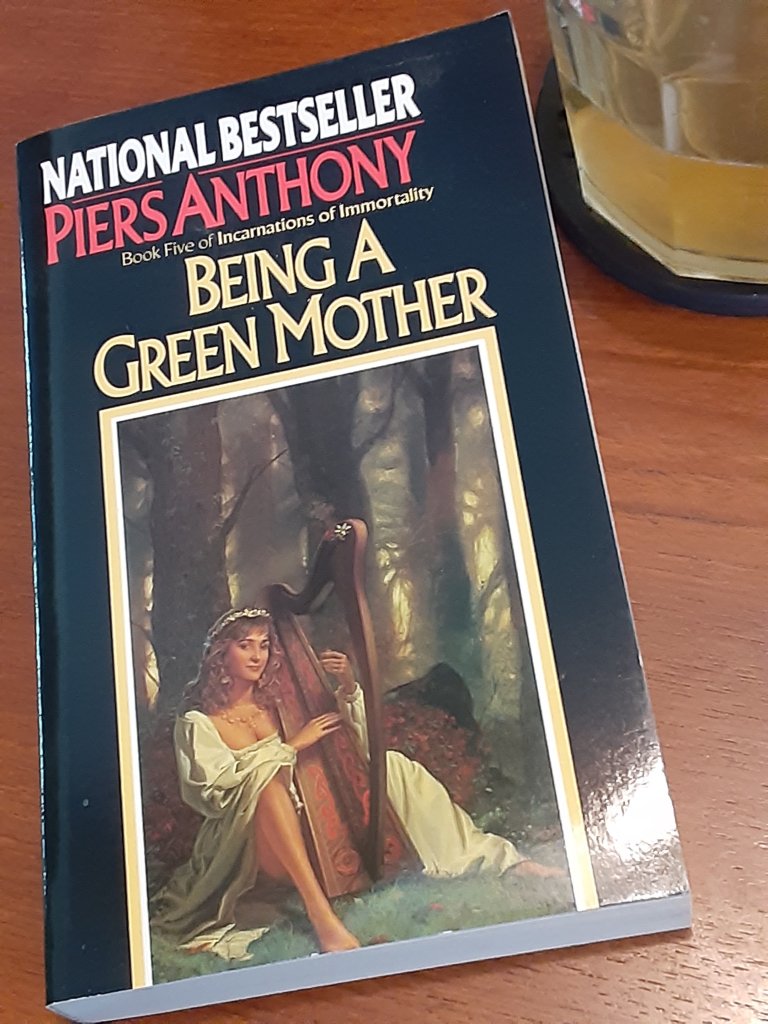 NATIONAL BESTSELLER
PIERS ANTHONY
Book Five of Incarnations of Immortality
BEING A
GREEN MOTHER